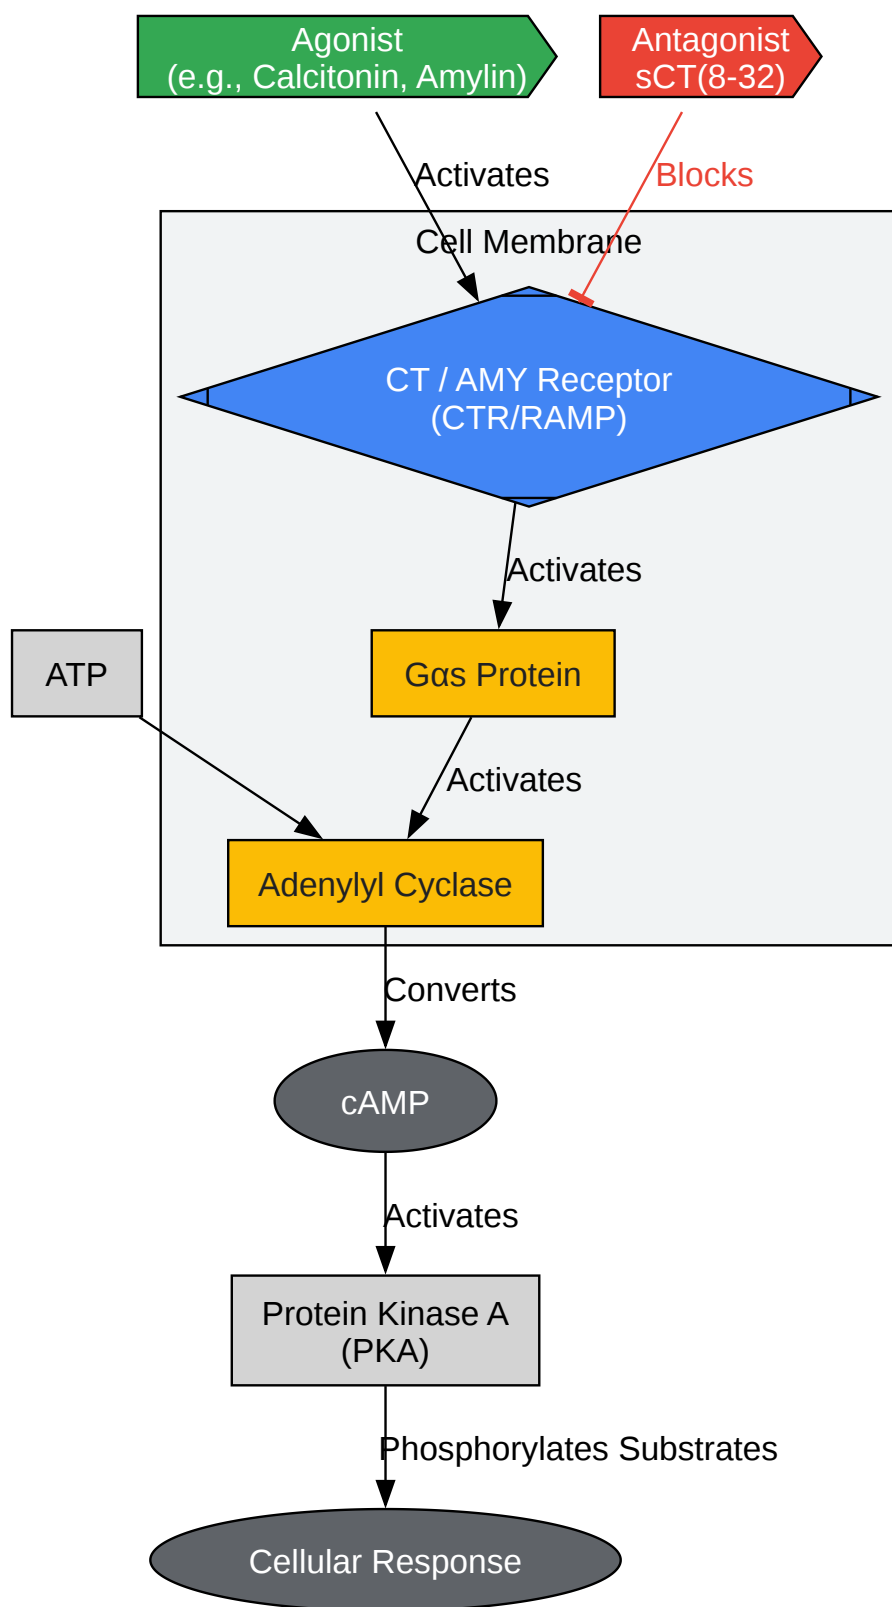 Agonist
(e.g., Calcitonin, Amylin)
Antagonist
sCT(8-32)
Activates
Blocks
Cell Membrane
CT / AMY Receptor
(CTR/RAMP)
Activates
ATP
Gαs Protein
Activates
Adenylyl Cyclase
Converts
cAMP
Activates
Protein Kinase A
(PKA)
Phosphorylates Substrates
Cellular Response